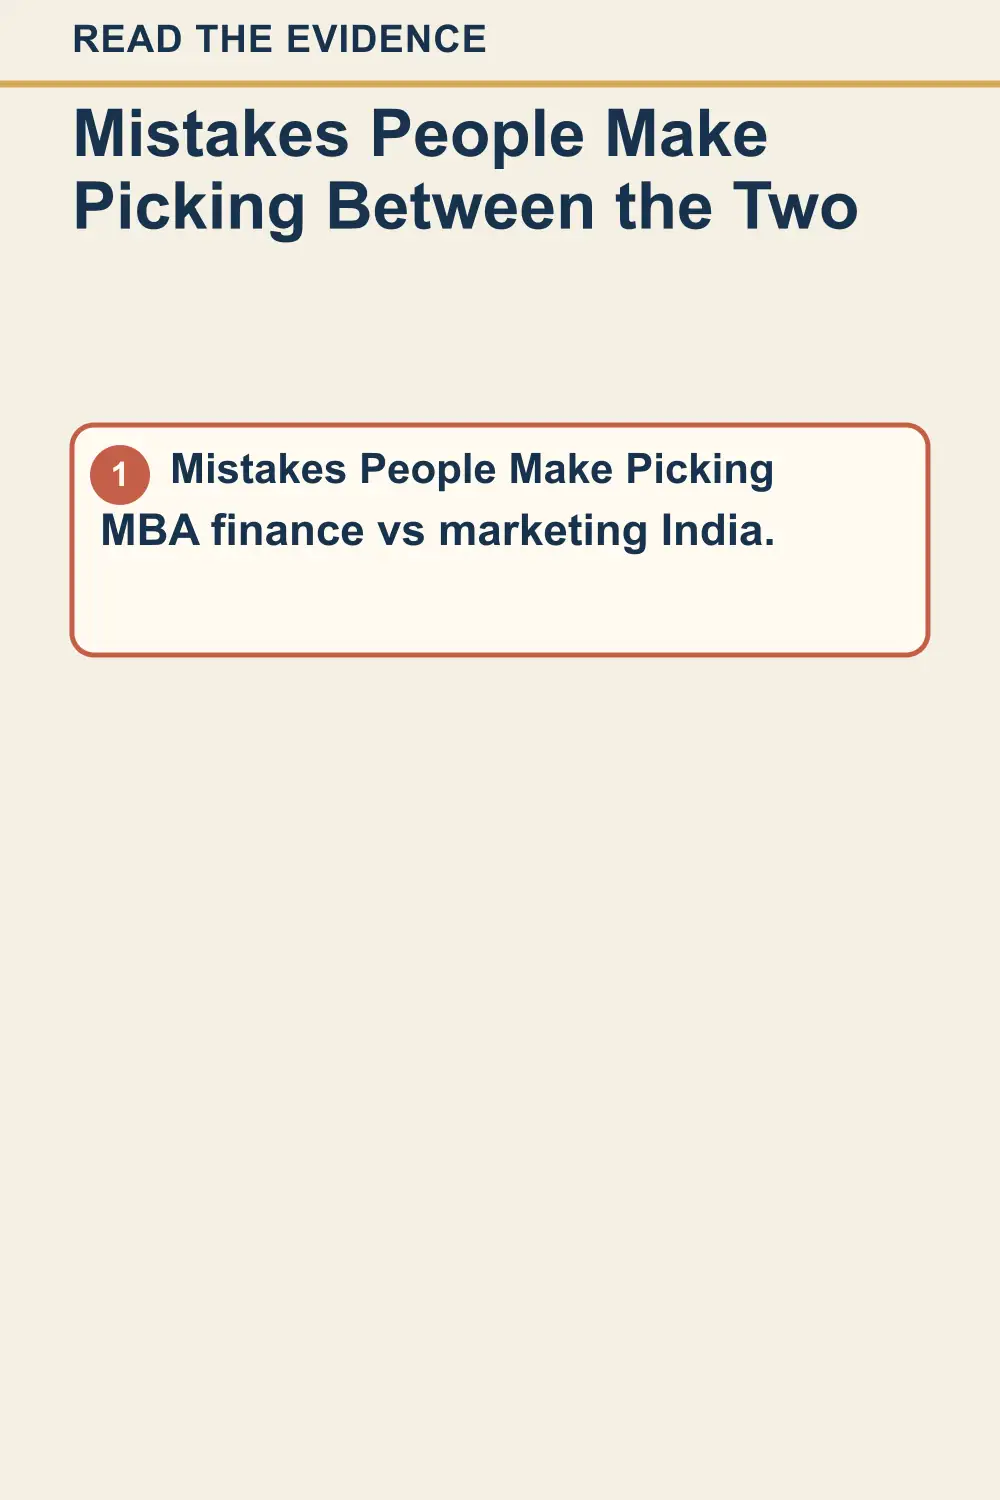 READ THE EVIDENCE
Mistakes People Make
Picking Between the Two
1 Mistakes People Make Picking
MBA finance vs marketing India.